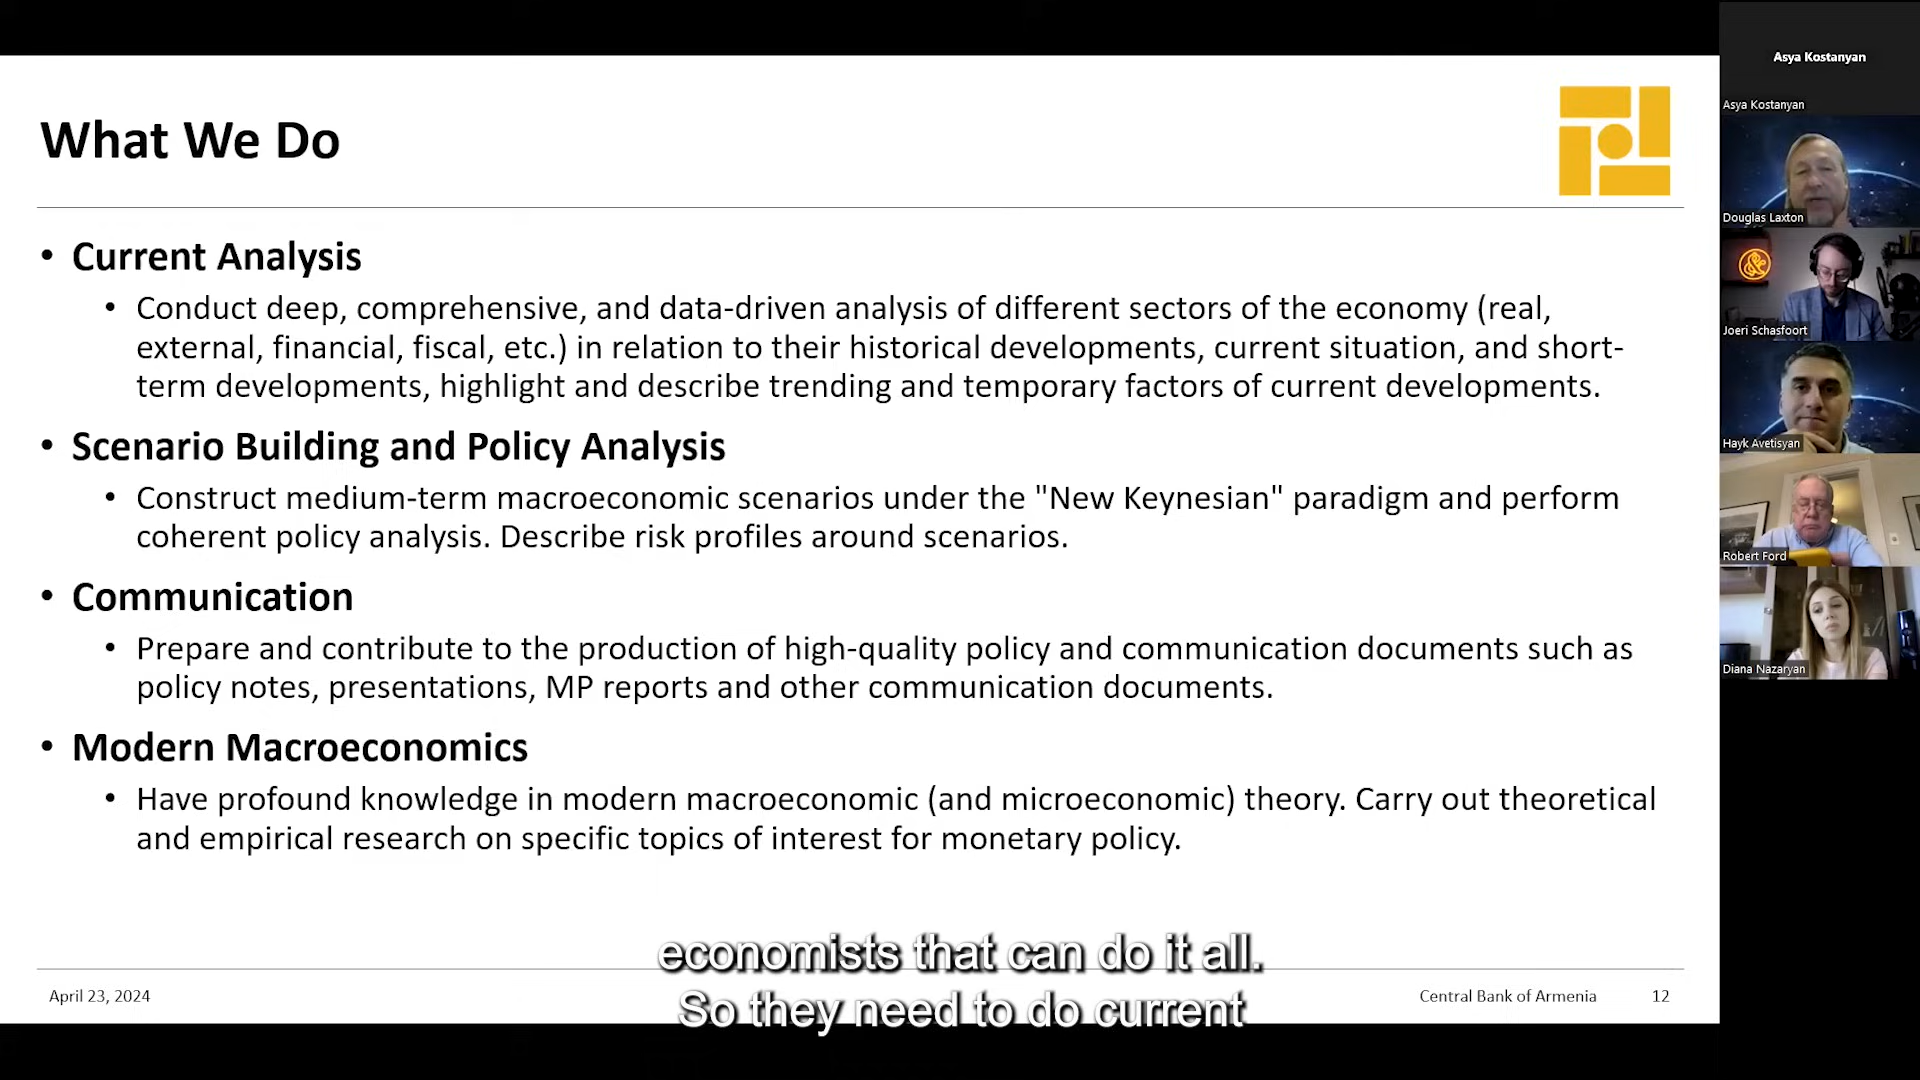 What We Do
• Current Analysis
• Conduct deep, comprehensive, and data-driven analysis of different sectors of the economy (real,
external, financial, fiscal, etc.) in relation to their historical developments, current situation, and short-
term developments, highlight and describe trending and temporary factors of current developments.
• Scenario Building and Policy Analysis
• Construct medium-term macroeconomic scenarios under the "New Keynesian" paradigm and perform
coherent policy analysis. Describe risk profiles around scenarios.
• Communication
• Prepare and contribute to the production of high-quality policy and communication documents such as
policy notes, presentations, MP reports and other communication documents.
• Modern Macroeconomics
• Have profound knowledge in modern macroeconomic (and microeconomic) theory. Carry out theoretical
and empirical research on specific topics of interest for monetary policy.
economists that can do it all.
So they need to do current
April 23, 2024
Central Bank of Armenia
12
Asya Kostanyan
Asya Kostanyan
Douglas Laxton
&
Joeri Schasfoort
Hayk Avetisyan
Robert Ford
Diana Nazaryan